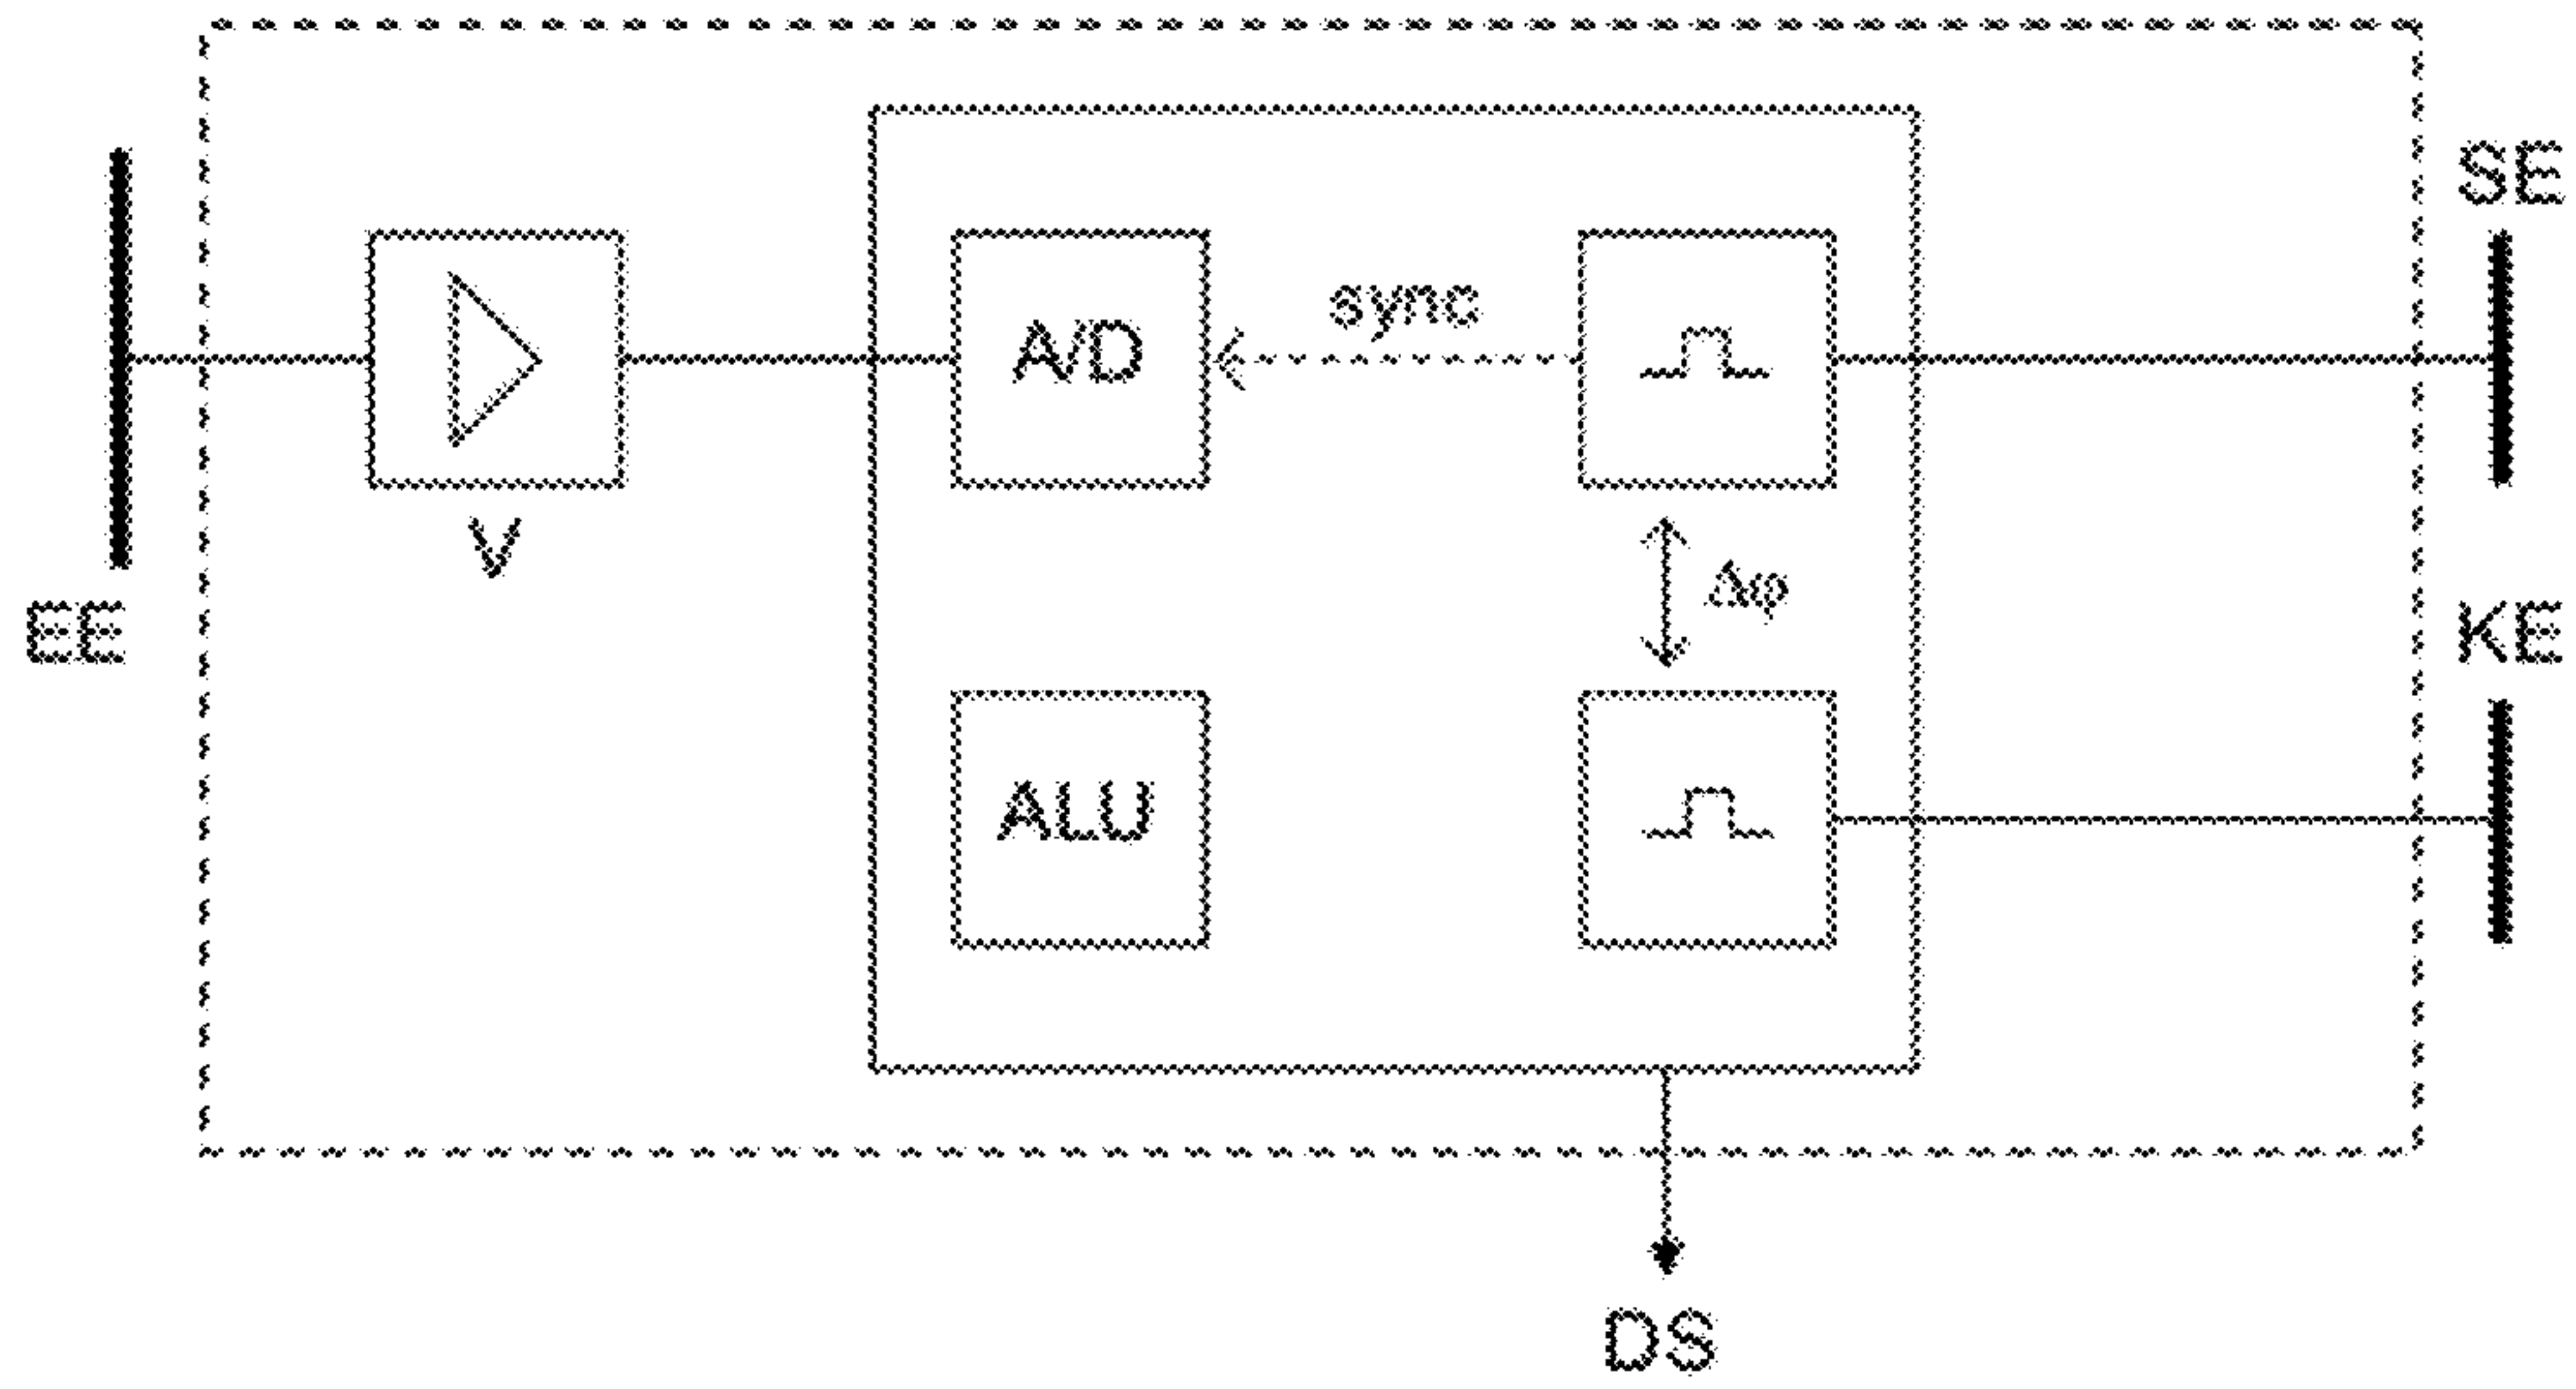 SE
sync
A/D
V
Δφ
EE
KE
ALU
DS